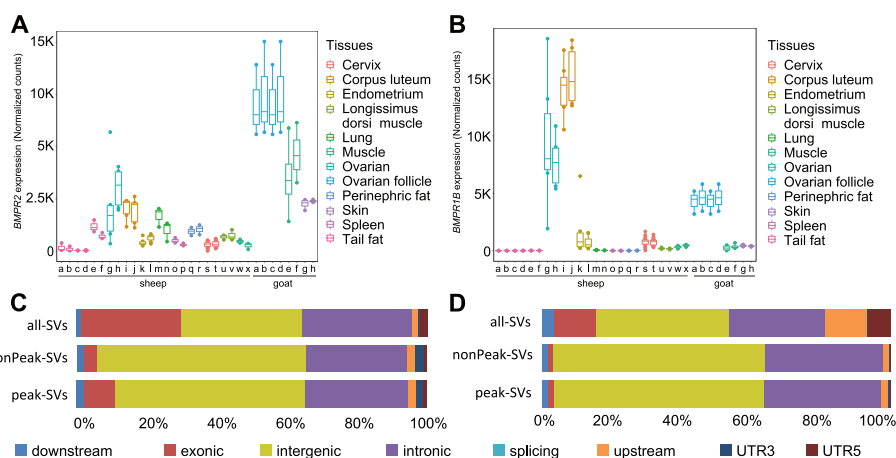 A
BMPR2 expression (Normalized counts)
15K
10K
5K
2.5K
0
a b c d e f g h i j k l m n o p q r s t u v w x a b c d e f g h
sheep goat
Tissues
Cervix
Corpus luteum
Endometrium
Longissimus
dorsi muscle
Lung
Muscle
Ovarian
Ovarian follicle
Perinephric fat
Skin
Spleen
Tail fat
B
BMPR1B expression (Normalized counts)
15K
10K
5K
0
a b c d e f g h i j k l m n o p q r s t u v w x a b c d e f g h
sheep goat
Tissues
Cervix
Corpus luteum
Endometrium
Longissimus
dorsi muscle
Lung
Muscle
Ovarian
Ovarian follicle
Perinephric fat
Skin
Spleen
Tail fat
C
all-SVs
onPeak-SVs
peak-SVs
0% 20% 40% 60% 80% 100%
D
all-SVs
nonPeak-SVs
peak-SVs
0% 20% 40% 60% 80% 100%
downstream exonic intergenic intronic splicing upstream UTR3 UTR5